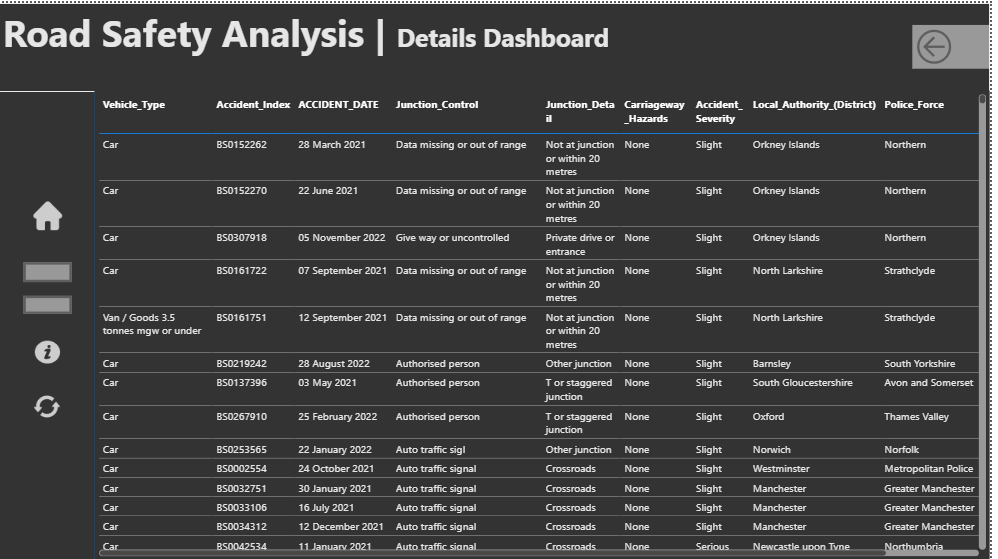 Road Safety Analysis | Details Dashboard
Vehicle_Type Accident_Index ACCIDENT_DATE Junction_Control Junction_Deta Carriageway Accident_ Local_Authority_(District) Police_Force
il _Hazards Severity
Car BS0152262 28 March 2021 Data missing or out of range Not at junction None Slight Orkney Islands Northern
or within 20
metres
Car BS0152270 22 June 2021 Data missing or out of range Not at junction None Slight Orkney Islands Northern
or within 20
metres
Car BS0307918 05 November 2022 Give way or uncontrolled Private drive or None Slight Orkney Islands Northern
entrance
Car BS0161722 07 September 2021 Data missing or out of range Not at junction None Slight North Larkshire Strathclyde
or within 20
metres
Van / Goods 3.5 BS0161751 12 September 2021 Data missing or out of range Not at junction None Slight North Larkshire Strathclyde
tonnes mgw or under or within 20
metres
Car BS0219242 28 August 2022 Authorised person Other junction None Slight Barnsley South Yorkshire
Car BS0137396 03 May 2021 Authorised person T or staggered None Slight South Gloucestershire Avon and Somerset
junction
Car BS0267910 25 February 2022 Authorised person T or staggered None Slight Oxford Thames Valley
junction
Car BS0253565 22 January 2022 Auto traffic sigl Other junction None Slight Norwich Norfolk
Car BS0002554 24 October 2021 Auto traffic signal Crossroads None Slight Westminster Metropolitan Police
Car BS0032751 30 January 2021 Auto traffic signal Crossroads None Slight Manchester Greater Manchester
Car BS0033106 16 July 2021 Auto traffic signal Crossroads None Slight Manchester Greater Manchester
Car BS0034312 12 December 2021 Auto traffic signal Crossroads None Slight Manchester Greater Manchester
Car BS0042534 11 January 2021 Auto traffic signal Crossroads None Serious Newcastle upon Tyne Northumbria